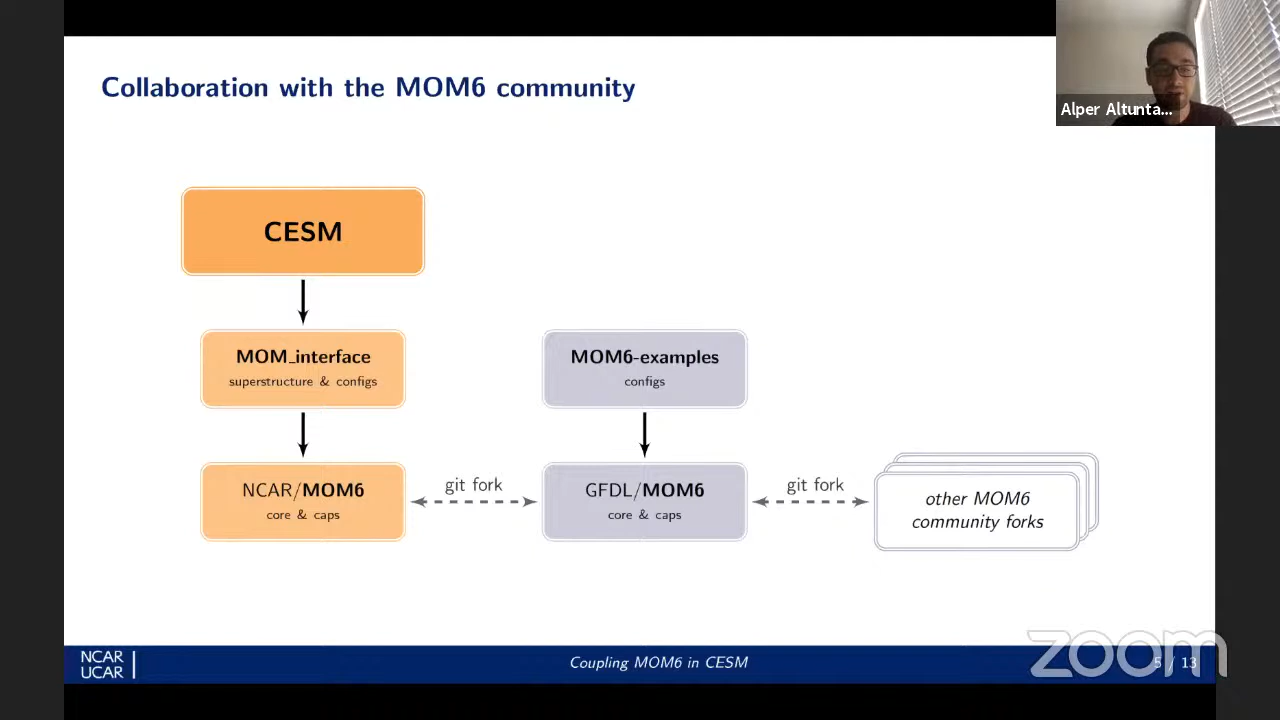 Collaboration with the MOM6 community
Alper Altunta...
CESM
MOM_interface
superstructure & configs
MOM6-examples
configs
NCAR/MOM6
core & caps
git fork
GFDL/MOM6
core & caps
git fork
other MOM6
community forks
NCAR
UCAR
Coupling MOM6 in CESM
5 / 13
zoom